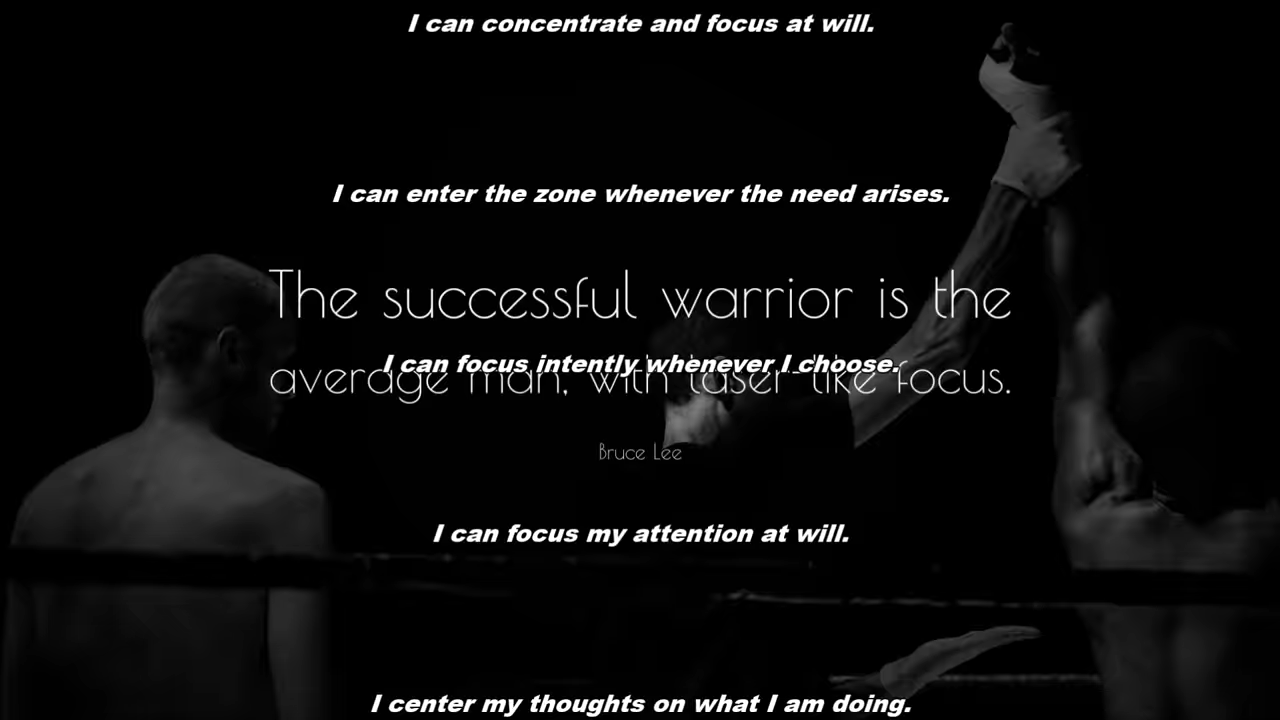 I can concentrate and focus at will.
I can enter the zone whenever the need arises.
The successful warrior is the
I can focus intently whenever I choose.
average man, with laser-like focus.
Bruce Lee
I can focus my attention at will.
I center my thoughts on what I am doing.